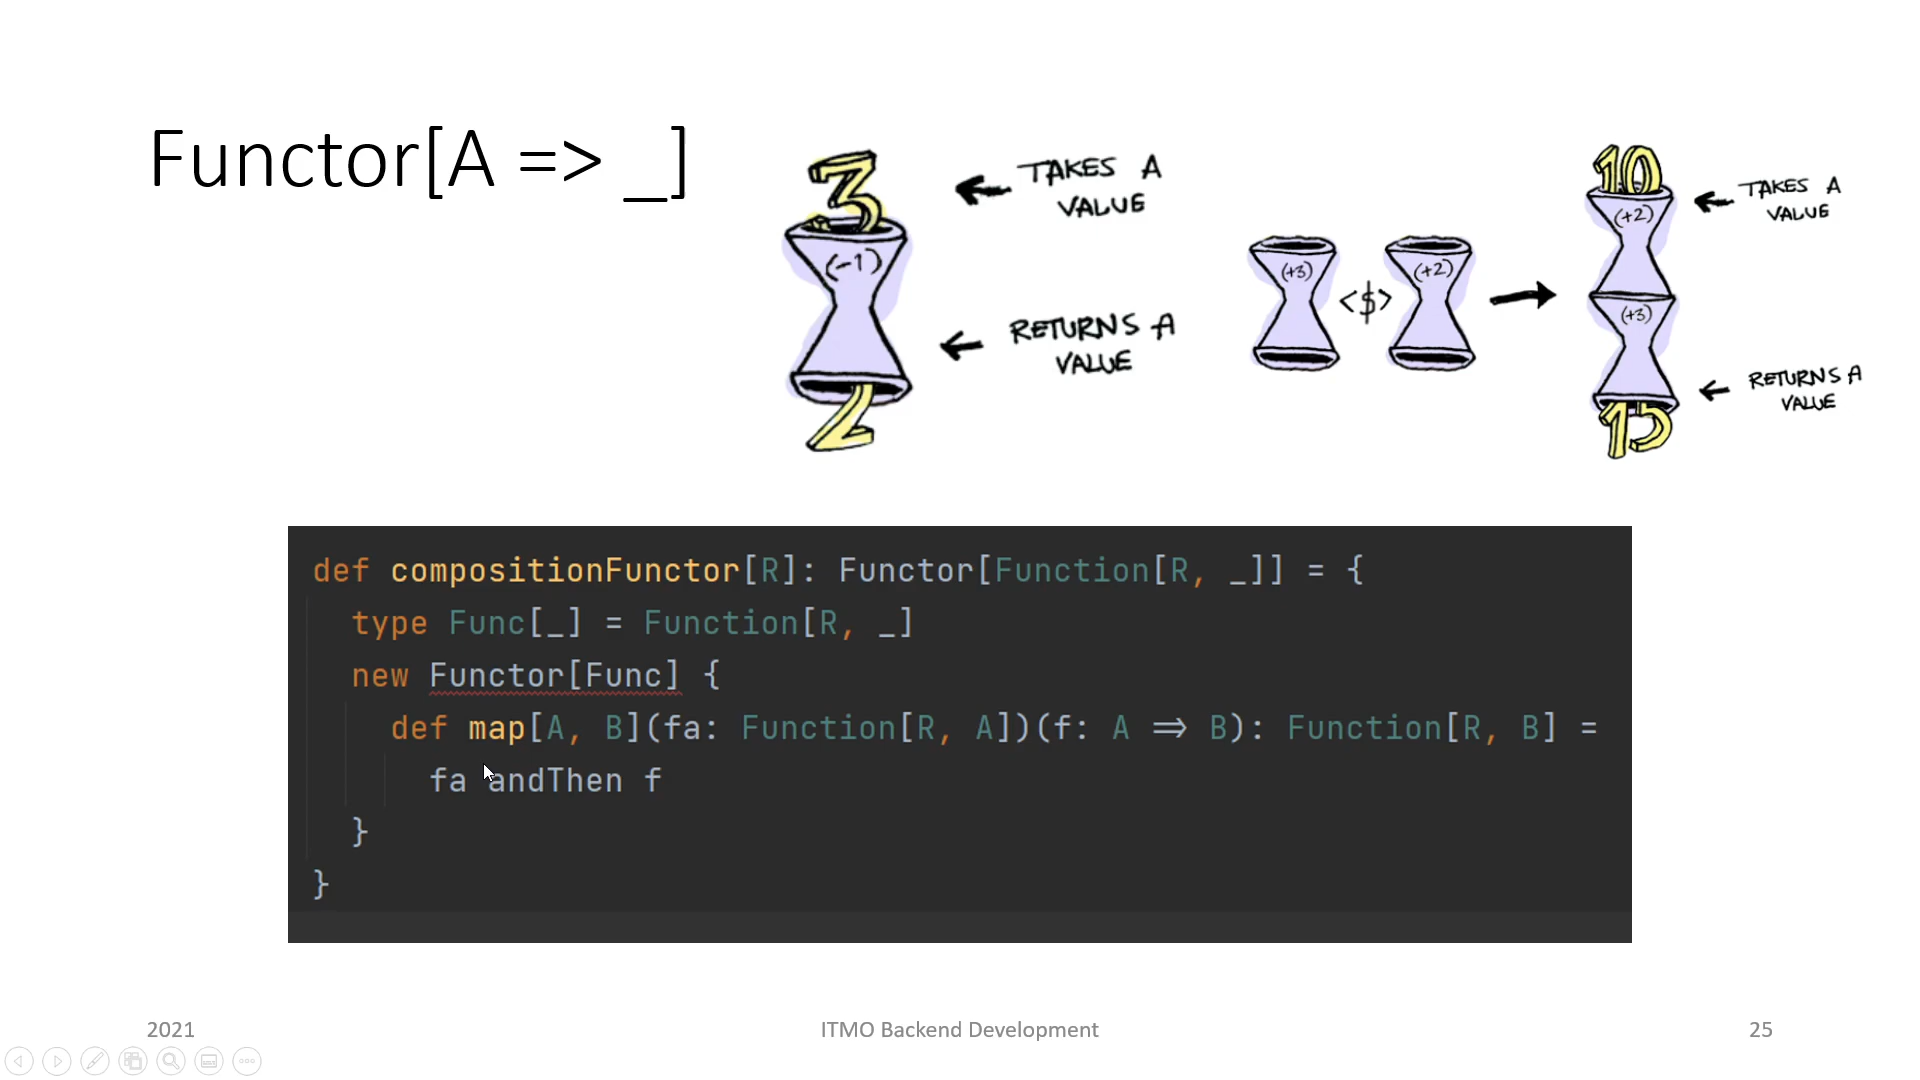 Functor[A => _]
3
TAKES A
VALUE
(-1)
RETURNS A
VALUE
2
(+3)
<$>
(+2)
10
TAKES A
VALUE
(+2)
(+3)
RETURNS A
VALUE
15
def compositionFunctor[R]: Functor[Function[R, _]] = {
type Func[_] = Function[R, _]
new Functor[Func] {
def map[A, B](fa: Function[R, A])(f: A => B): Function[R, B] =
fa andThen f
}
}
2021
ITMO Backend Development
25